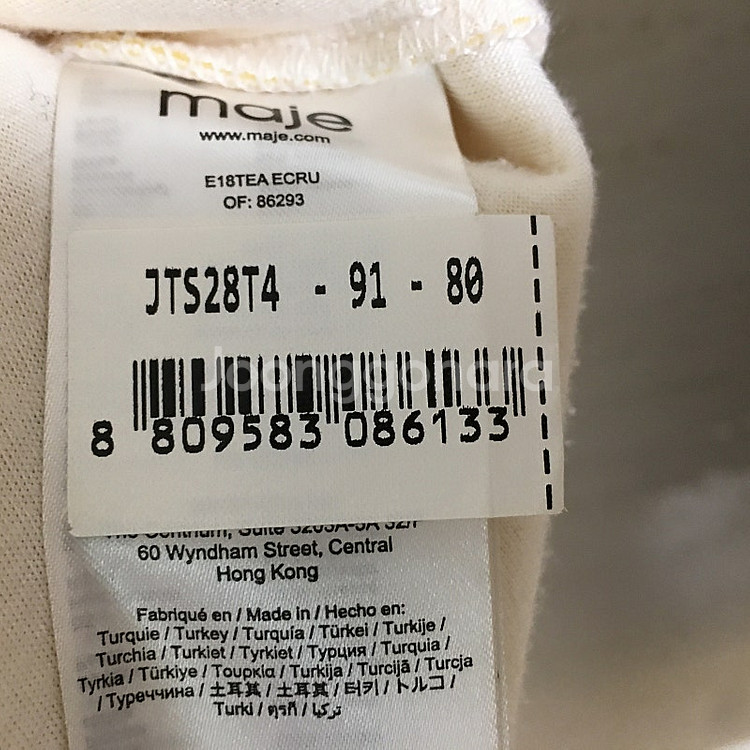 maje
www.maje.com
E18TEA ECRU
OF: 86293
JTS28T4 - 91 - 80
Joonggonara
8 809583 086133
60 Wyndham Street, Central
Hong Kong
Fabriqué en / Made in / Hecho en:
Turquie / Turkey / Turquía / Türkei / Turkije /
Turchia / Turkiet / Tyrkiet / Турция / Turquia /
Tyrkia / Türkiye / Τουρκία / Turkija / Turcijā / Turcja
/ Туреччина / 土耳其 / 土耳其 / 터키 / トルコ /
Turki / ตุรกี / تركيا